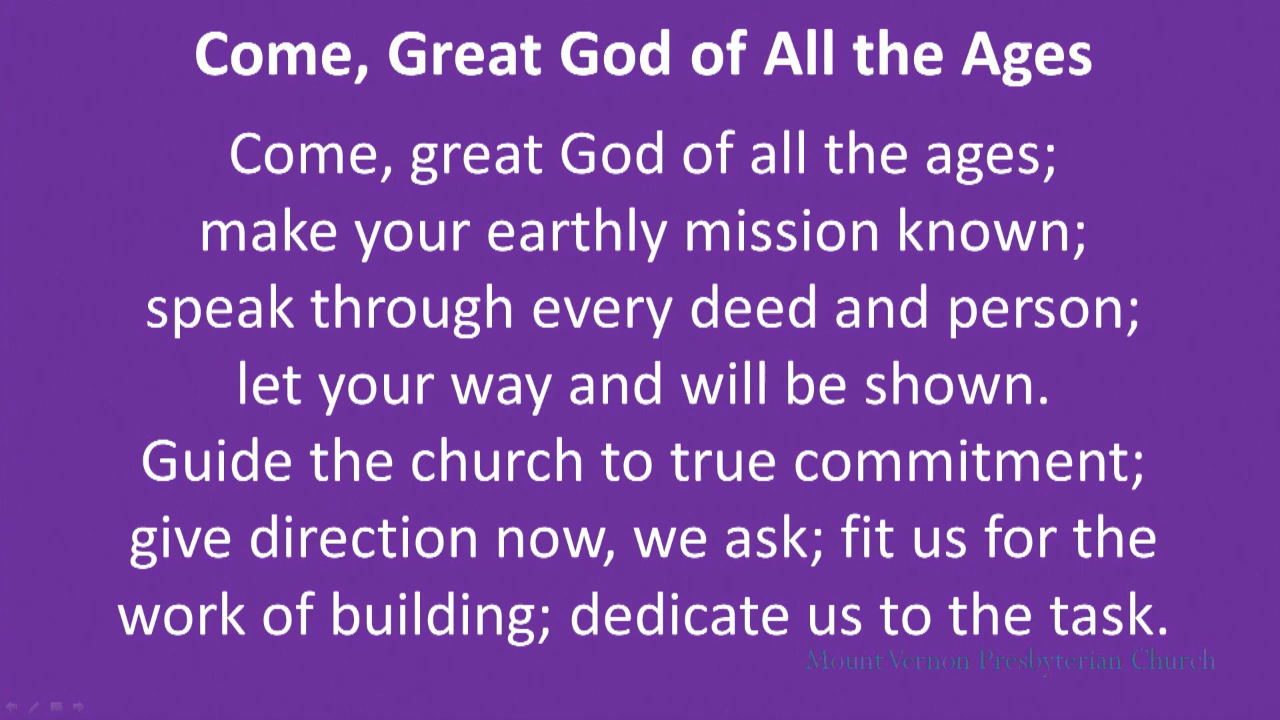 Come, Great God of All the Ages
Come, great God of all the ages;
make your earthly mission known;
speak through every deed and person;
let your way and will be shown.
Guide the church to true commitment;
give direction now, we ask; fit us for the
work of building; dedicate us to the task.
Mount Vernon Presbyterian Church